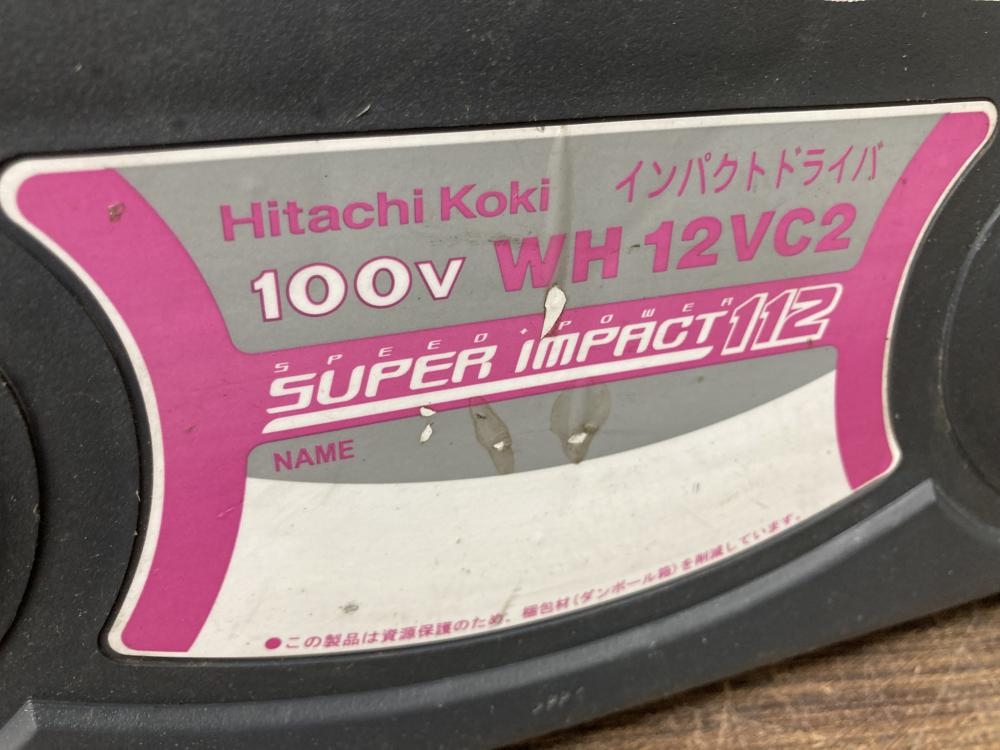 インパクトドライバ
Hitachi Koki
100V WH 12VC2
SPEED + POWER
SUPER IMPACT 112
NAME
●この製品は資源保護のため、梱包材(ダンボール箱)を削減しています。
>PP<